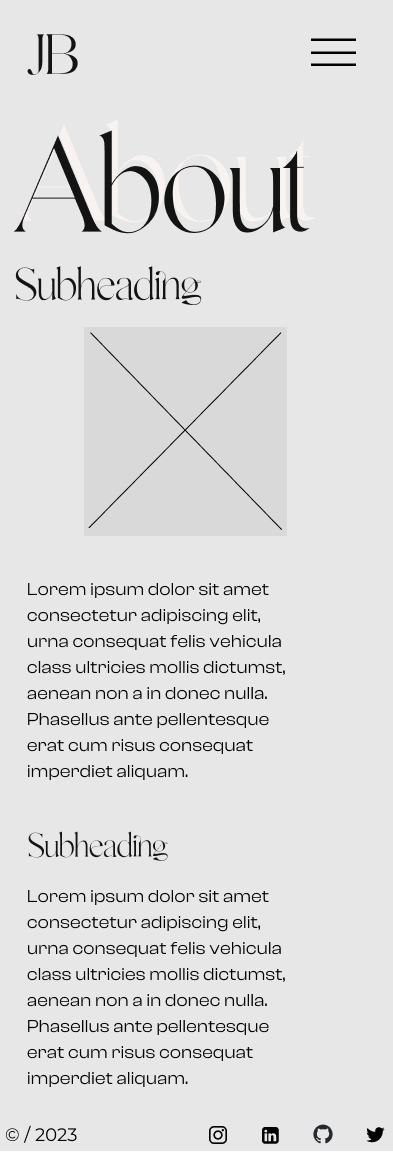 JB
About
Subheading
Lorem ipsum dolor sit amet
consectetur adipiscing elit,
urna consequat felis vehicula
class ultricies mollis dictumst,
aenean non a in donec nulla.
Phasellus ante pellentesque
erat cum risus consequat
imperdiet aliquam.
Subheading
Lorem ipsum dolor sit amet
consectetur adipiscing elit,
urna consequat felis vehicula
class ultricies mollis dictumst,
aenean non a in donec nulla.
Phasellus ante pellentesque
erat cum risus consequat
imperdiet aliquam.
© / 2023